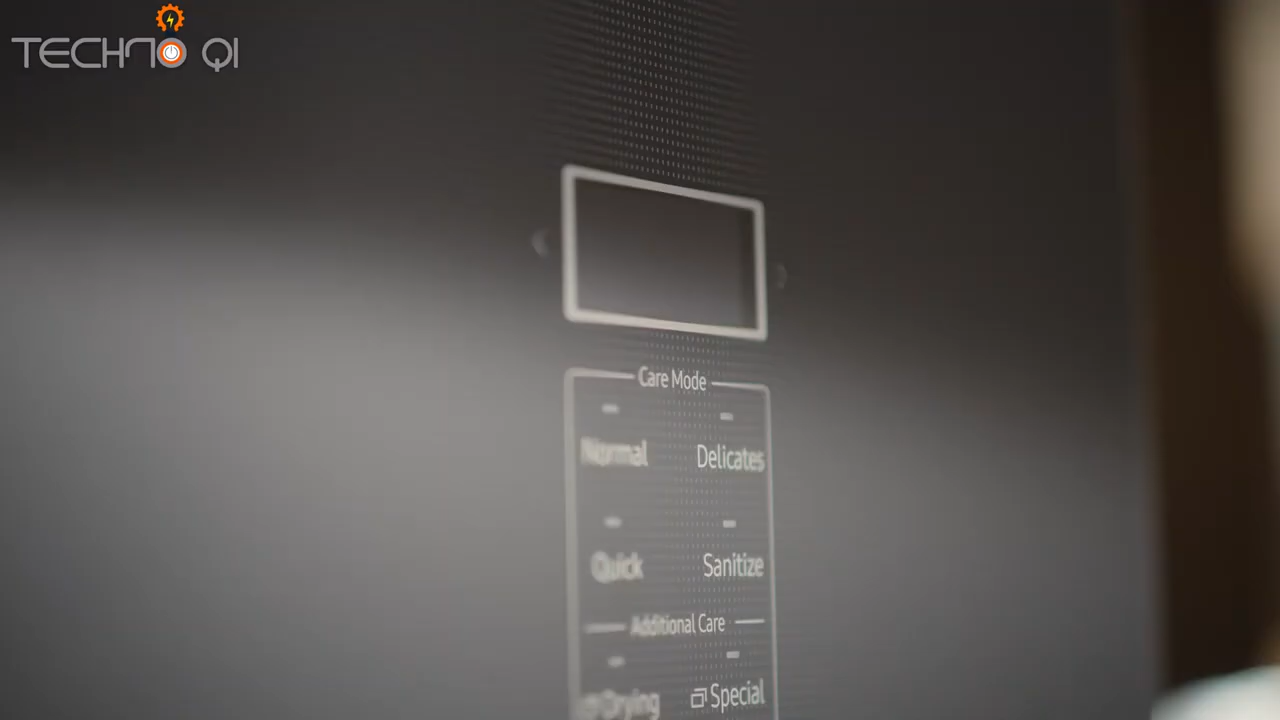 TECHNO QI
Care Mode
Normal Delicates
Quick Sanitize
Additional Care
Drying Special